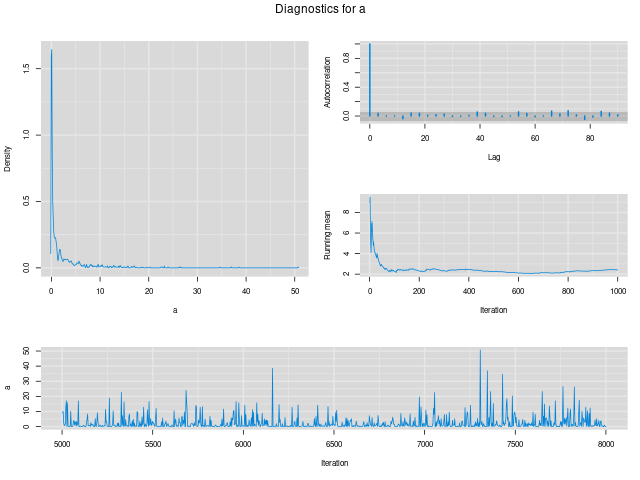 Diagnostics for a
Density
0.0 0.5 1.0 1.5
0 10 20 30 40 50
a
Autocorrelation
0.0 0.4 0.8
0 20 40 60 80
Lag
Running mean
2 4 6 8
0 200 400 600 800 1000
Iteration
a
0 10 20 30 40 50
5000 5500 6000 6500 7000 7500 8000
Iteration